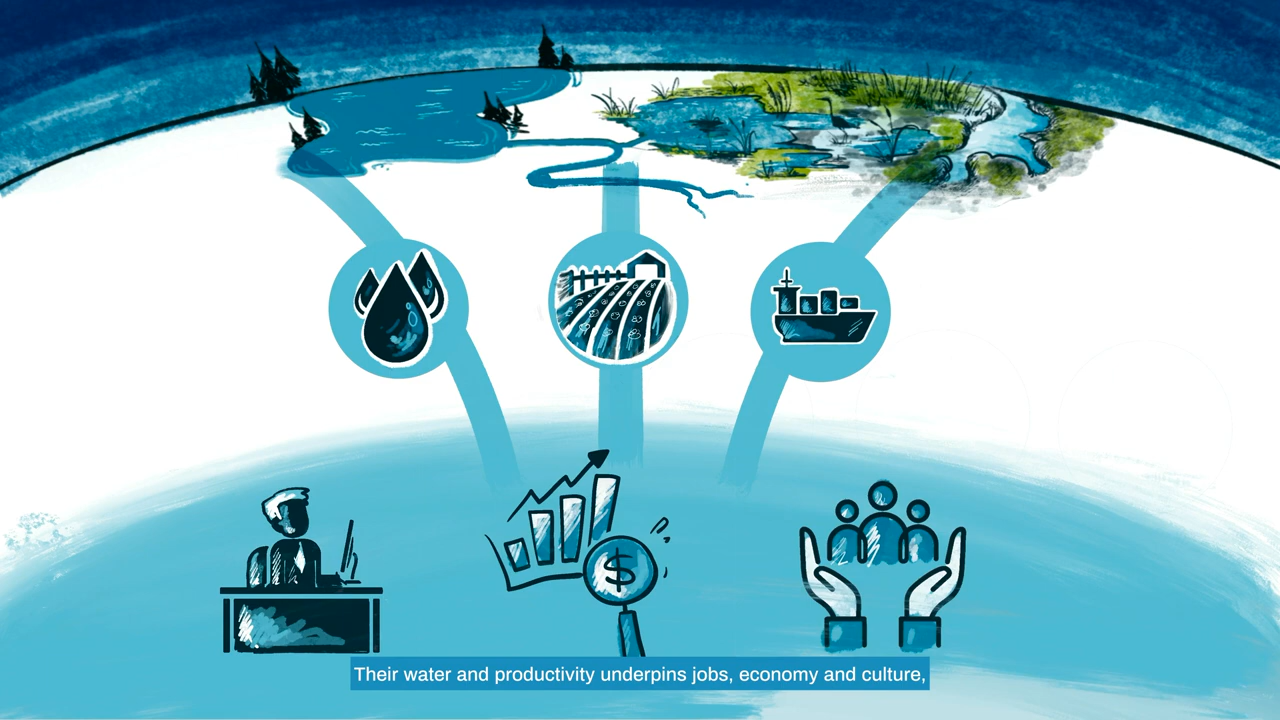 $
Their water and productivity underpins jobs, economy and culture,